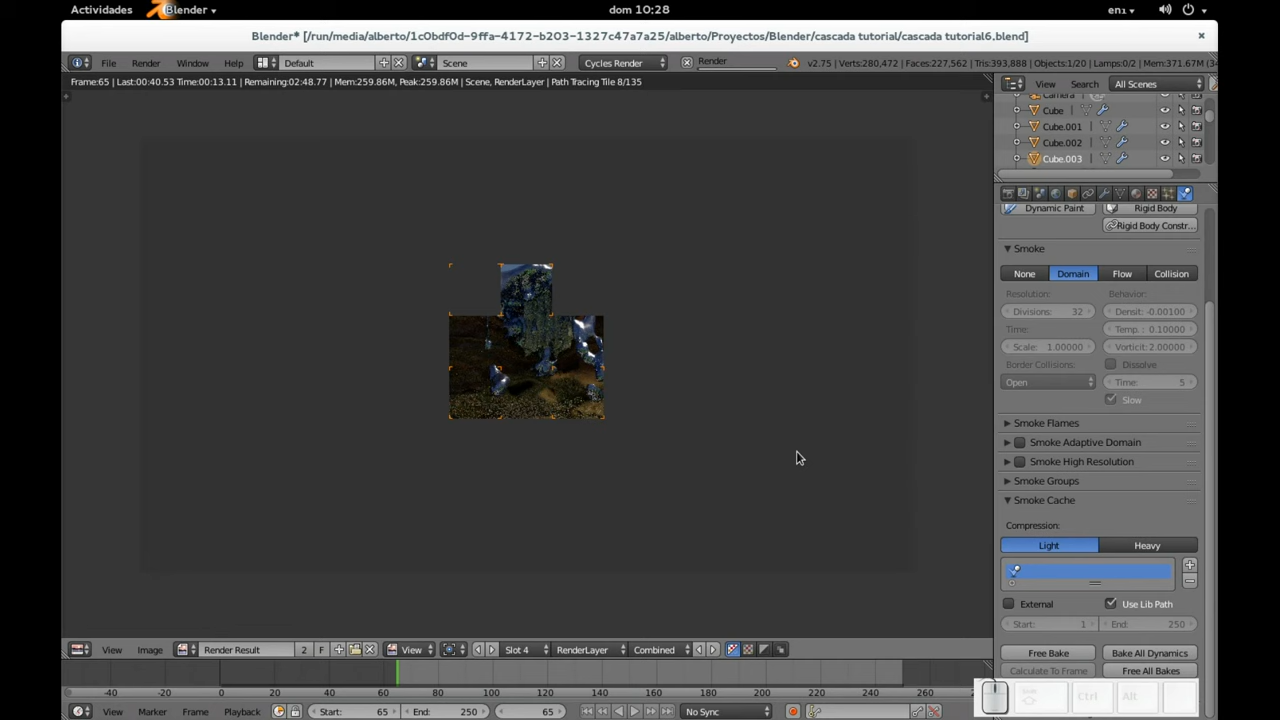 Actividades Blender dom 10:28 en1
Blender* [/run/media/alberto/1c0bdf0d-9ffa-4172-b203-1327c47a7a25/alberto/Proyectos/Blender/cascada tutorial/cascada tutorial6.blend] ×
File Render Window Help Default Scene Cycles Render Render v2.75 | Verts:280,472 | Faces:227,562 | Tris:393,888 | Objects:1/20 | Lamps:0/2 | Mem:371.67M
Frame:65 | Last:00:40.53 Time:00:13.11 | Remaining:02:48.77 | Mem:259.86M, Peak:259.86M | Scene, RenderLayer | Path Tracing Tile 8/135
View Search All Scenes
Camera
Cube
Cube.001
Cube.002
Cube.003
Dynamic Paint Rigid Body
Rigid Body Constr...
Smoke
None Domain Flow Collision
Resolution: Behavior:
Divisions: 32 Densit: -0.00100
Time: Temp. : 0.10000
Scale: 1.00000 Vorticit: 2.00000
Border Collisions: Dissolve
Open Time: 5
Slow
Smoke Flames
Smoke Adaptive Domain
Smoke High Resolution
Smoke Groups
Smoke Cache
Compression:
Light Heavy
External Use Lib Path
Start: 1 End: 250
Free Bake Bake All Dynamics
Calculate To Frame Free All Bakes
View Image Render Result 2 F View Slot 4 RenderLayer Combined
-40 -20 0 20 40 60 80 100 120 140 160 180 200 220 240 260
View Marker Frame Playback Start: 65 End: 250 65 No Sync
Ctrl Alt